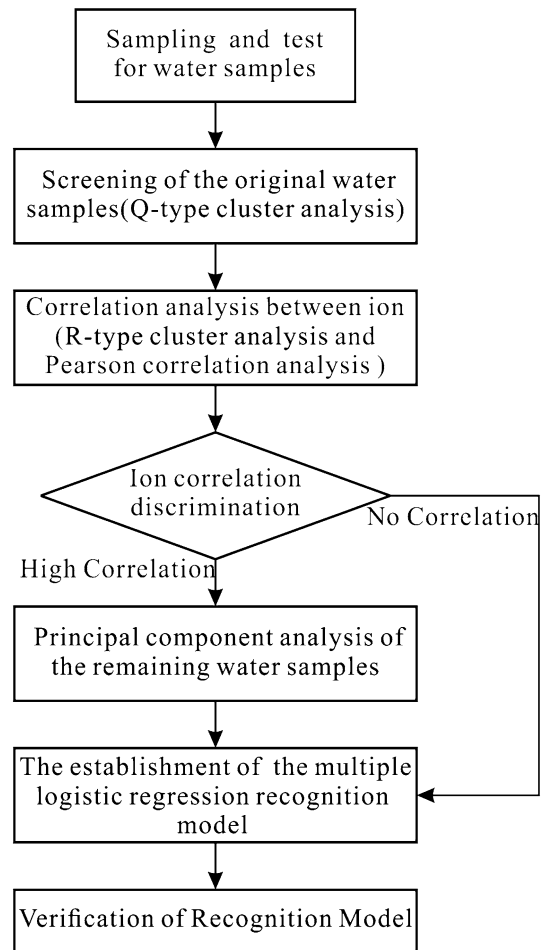 Sampling and test
for water samples
Screening of the original water
samples(Q-type cluster analysis)
Correlation analysis between ion
(R-type cluster analysis and
Pearson correlation analysis )
Ion correlation
discrimination
No Correlation
High Correlation
Principal component analysis of
the remaining water samples
The establishment of the multiple
logistic regression recognition
model
Verification of Recognition Model